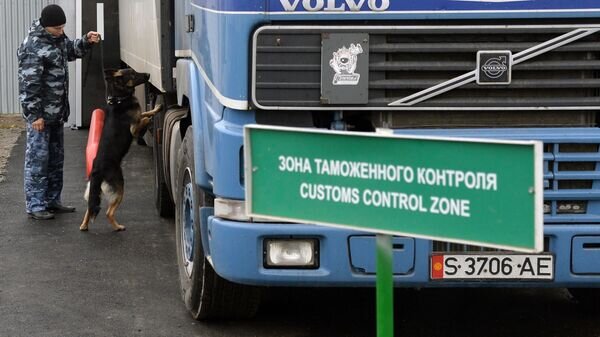 VOLVO
VOLVO
ЗОНА ТАМОЖЕННОГО КОНТРОЛЯ
CUSTOMS CONTROL ZONE
S 3706 AE